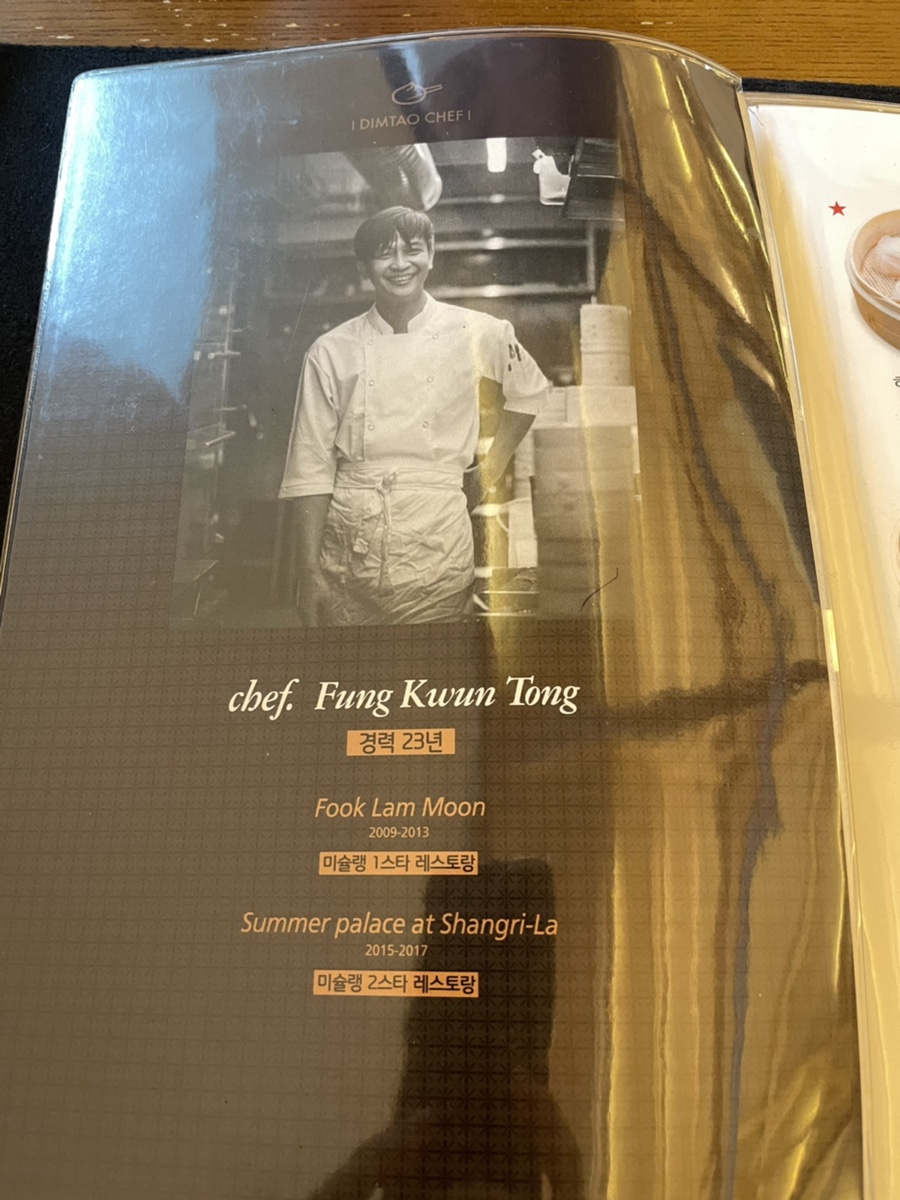 | DIMTAO CHEF |
chef. Fung Kwun Tong
경력 23년
Fook Lam Moon
2009-2013
미슐랭 1스타 레스토랑
Summer palace at Shangri-La
2015-2017
미슐랭 2스타 레스토랑